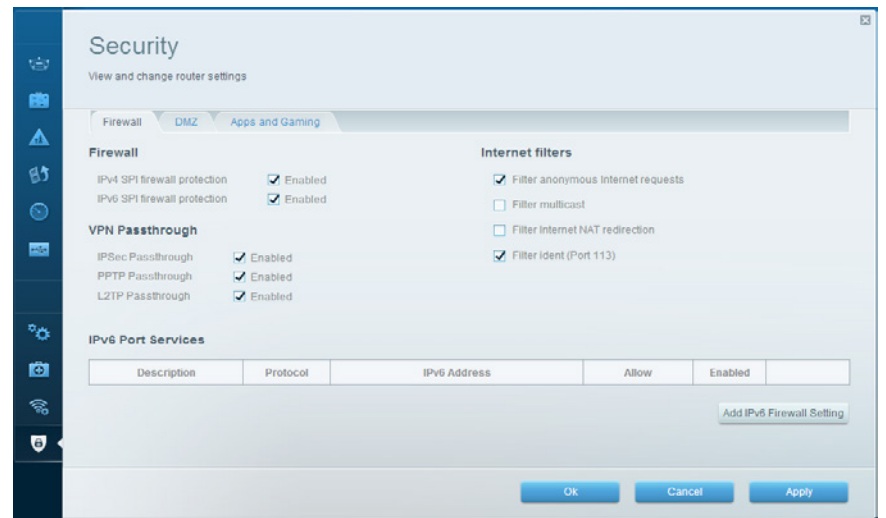 Security
View and change router settings
Firewall DMZ Apps and Gaming
Firewall
IPv4 SPI firewall protection Enabled
IPv6 SPI firewall protection Enabled
VPN Passthrough
IPSec Passthrough Enabled
PPTP Passthrough Enabled
L2TP Passthrough Enabled
Internet filters
Filter anonymous Internet requests
Filter multicast
Filter Internet NAT redirection
Filter ident (Port 113)
IPv6 Port Services
Description Protocol IPv6 Address Allow Enabled
Add IPv6 Firewall Setting
Ok Cancel Apply